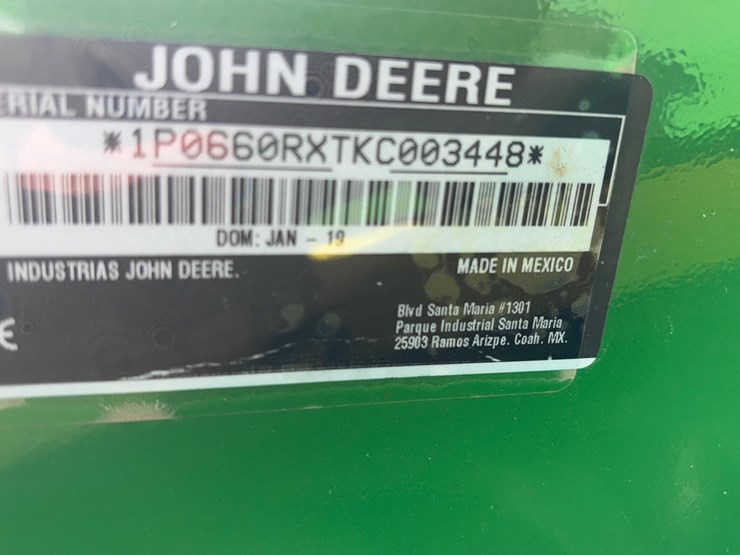 JOHN DEERE
ERIAL NUMBER
*1P0660RXTKC003448*
DOM: JAN - 19
INDUSTRIAS JOHN DEERE.
MADE IN MEXICO
Blvd Santa Maria #1301
Parque Industrial Santa Maria
25903 Ramos Arizpe. Coah. MX.
C€